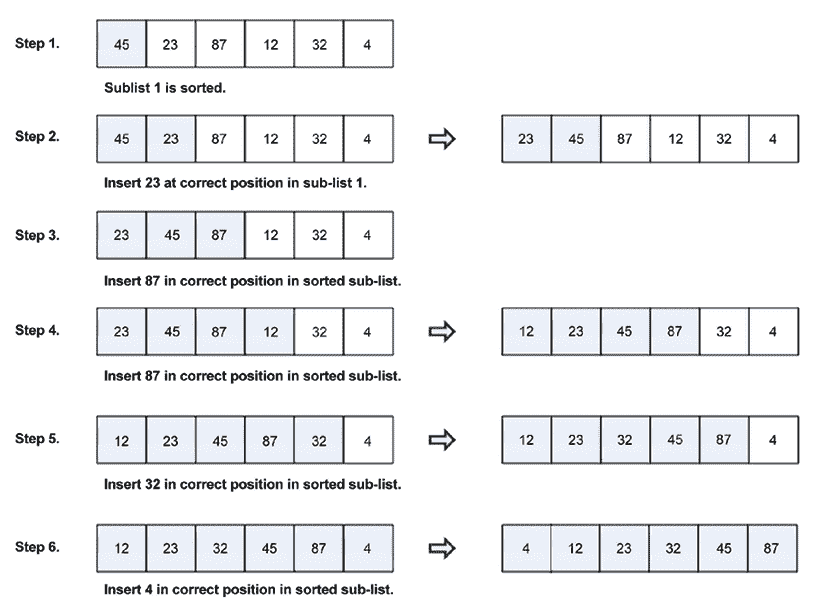 Step 1. 45 23 87 12 32 4
Sublist 1 is sorted.
Step 2. 45 23 87 12 32 4 23 45 87 12 32 4
Insert 23 at correct position in sub-list 1.
Step 3. 23 45 87 12 32 4
Insert 87 in correct position in sorted sub-list.
Step 4. 23 45 87 12 32 4 12 23 45 87 32 4
Insert 87 in correct position in sorted sub-list.
Step 5. 12 23 45 87 32 4 12 23 32 45 87 4
Insert 32 in correct position in sorted sub-list.
Step 6. 12 23 32 45 87 4 4 12 23 32 45 87
Insert 4 in correct position in sorted sub-list.